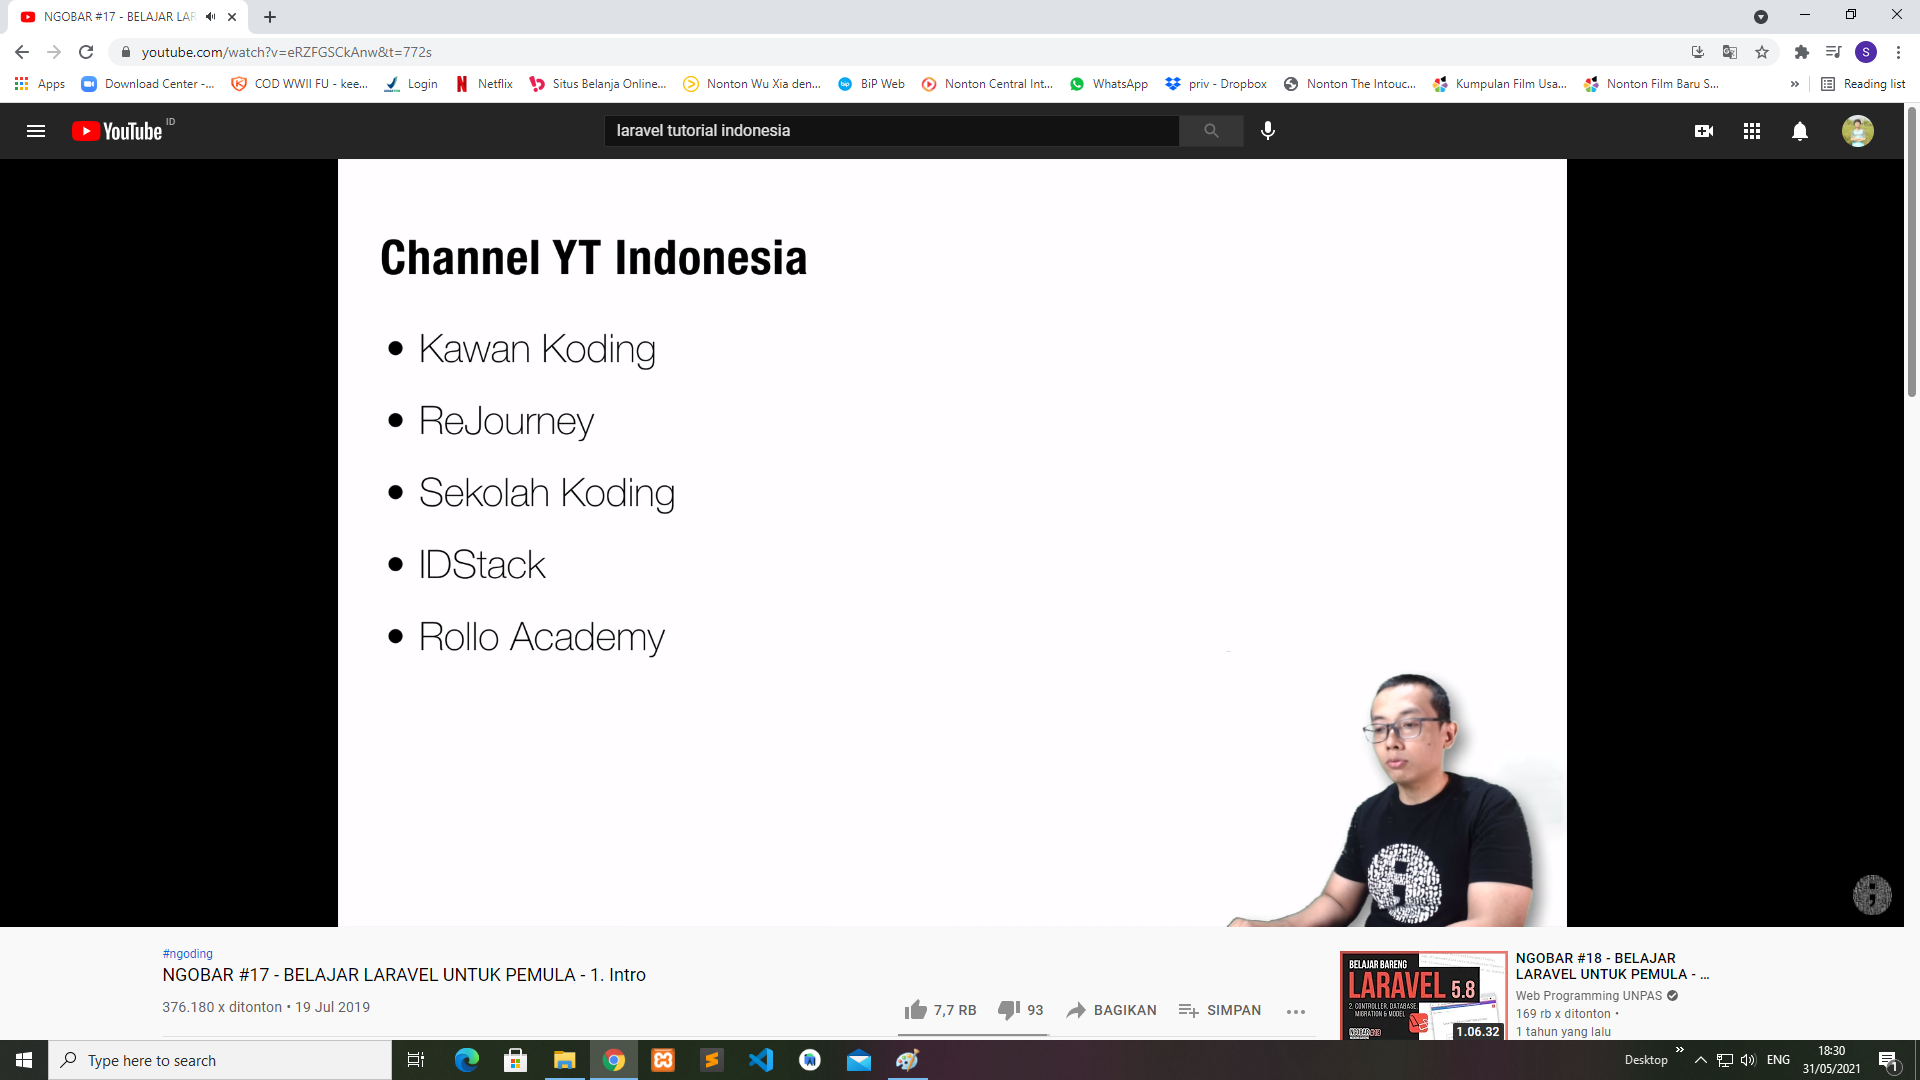 NGOBAR #17 - BELAJAR LAR
youtube.com/watch?v=eRZFGSCkAnw&t=772s
S
Apps
Download Center -...
COD WWII FU - kee...
Login
Netflix
Situs Belanja Online...
Nonton Wu Xia den...
BiP Web
Nonton Central Int...
WhatsApp
priv - Dropbox
Nonton The Intouc...
Kumpulan Film Usa...
Nonton Film Baru S...
»
Reading list
YouTube ID
laravel tutorial indonesia
Channel YT Indonesia
• Kawan Koding
• ReJourney
• Sekolah Koding
• IDStack
• Rollo Academy
#ngoding
NGOBAR #17 - BELAJAR LARAVEL UNTUK PEMULA - 1. Intro
376.180 x ditonton • 19 Jul 2019
7,7 RB
93
BAGIKAN
SIMPAN
BELAJAR BARENG
LARAVEL 5.8
2. CONTROLLER, DATABASE
MIGRATION & MODEL
NGOBAR #18
1.06.32
NGOBAR #18 - BELAJAR
LARAVEL UNTUK PEMULA - ...
Web Programming UNPAS
169 rb x ditonton •
1 tahun yang lalu
Type here to search
Desktop
»
ENG
18:30
31/05/2021
1